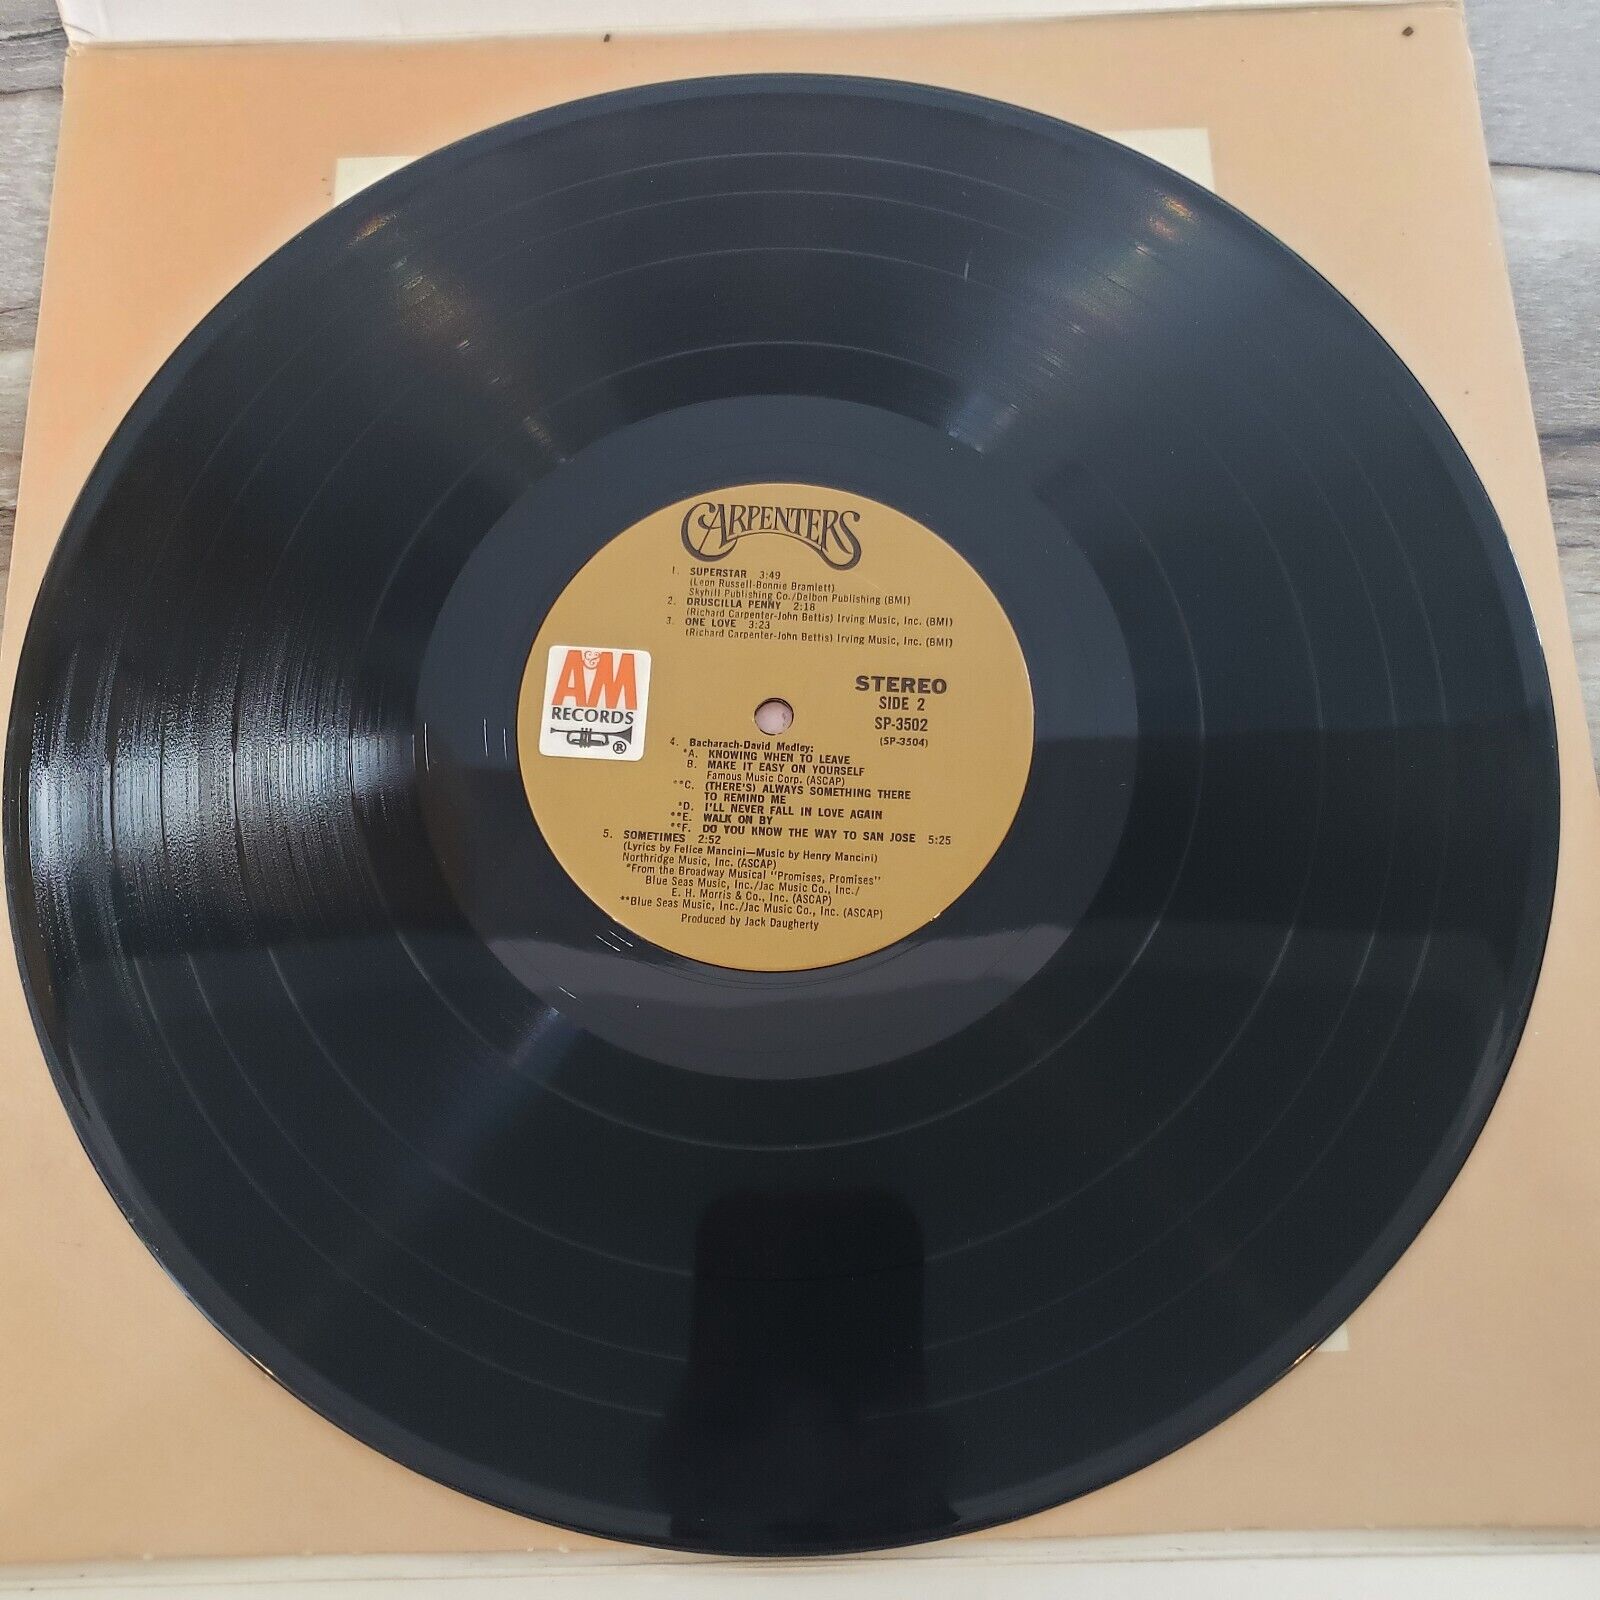 CARPENTERS
1. SUPERSTAR 3:49
(Leon Russell-Bonnie Bramlett)
Skyhill Publishing Co./Delbon Publishing (BMI)
2. DRUSCILLA PENNY 2:18
(Richard Carpenter-John Bettis) Irving Music, Inc. (BMI)
3. ONE LOVE 3:23
(Richard Carpenter-John Bettis) Irving Music, Inc. (BMI)
A&M
RECORDS
®
STEREO
SIDE 2
SP-3502
(SP-3504)
4. Bacharach-David Medley:
*A. KNOWING WHEN TO LEAVE
B. MAKE IT EASY ON YOURSELF
Famous Music Corp. (ASCAP)
**C. (THERE'S) ALWAYS SOMETHING THERE
TO REMIND ME
*D. I'LL NEVER FALL IN LOVE AGAIN
**E. WALK ON BY
**F. DO YOU KNOW THE WAY TO SAN JOSE 5:25
5. SOMETIMES 2:52
(Lyrics by Felice Mancini—Music by Henry Mancini)
Northridge Music, Inc. (ASCAP)
*From the Broadway Musical "Promises, Promises"
Blue Seas Music, Inc./Jac Music Co., Inc./
E. H. Morris & Co., Inc. (ASCAP)
**Blue Seas Music, Inc./Jac Music Co., Inc. (ASCAP)
Produced by Jack Daugherty